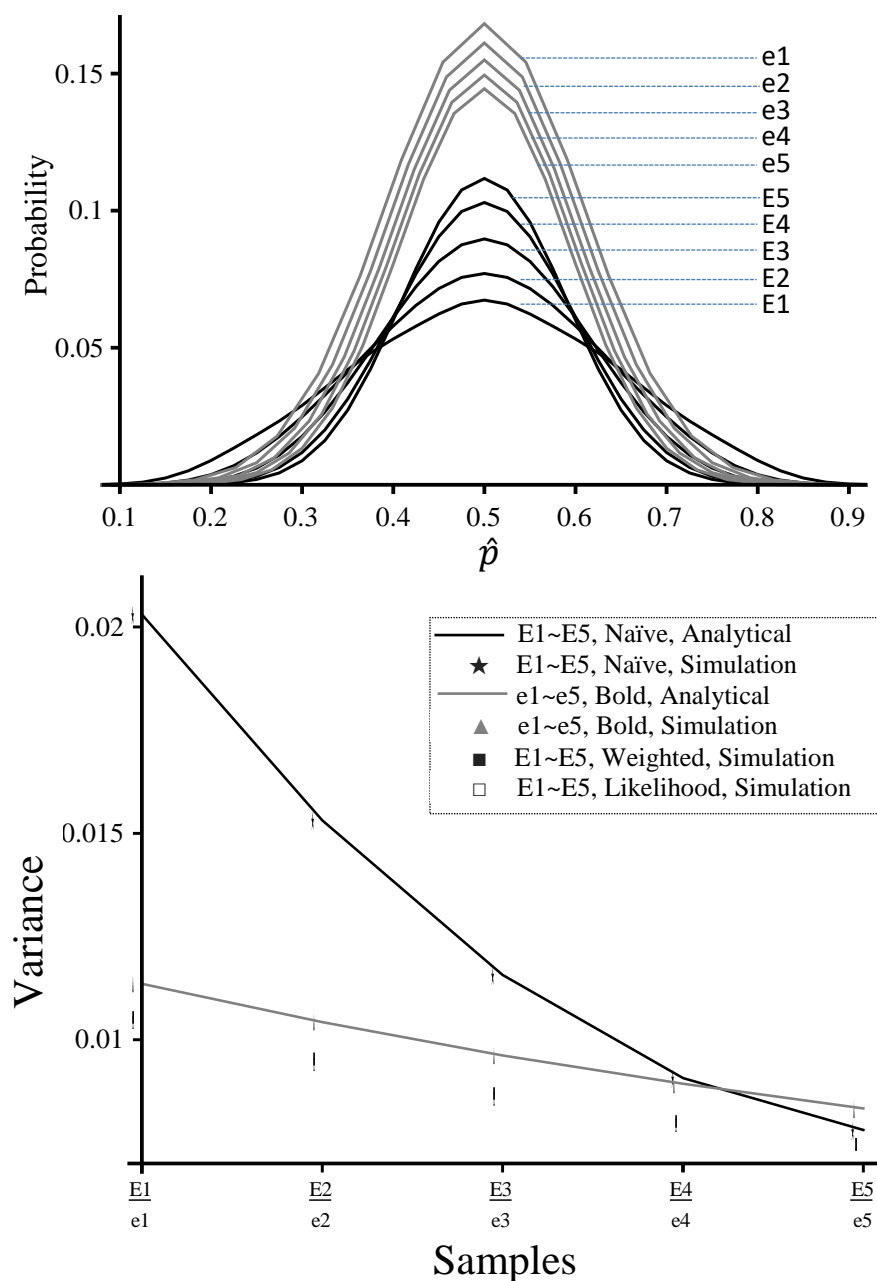 0.15
0.1
0.05
Probability
e1
e2
e3
e4
e5
E5
E4
E3
E2
E1
0.1 0.2 0.3 0.4 0.5 0.6 0.7 0.8 0.9
p̂
0.02
0.015
0.01
Variance
E1~E5, Naïve, Analytical
E1~E5, Naïve, Simulation
e1~e5, Bold, Analytical
e1~e5, Bold, Simulation
E1~E5, Weighted, Simulation
E1~E5, Likelihood, Simulation
E1 E2 E3 E4 E5
e1 e2 e3 e4 e5
Samples